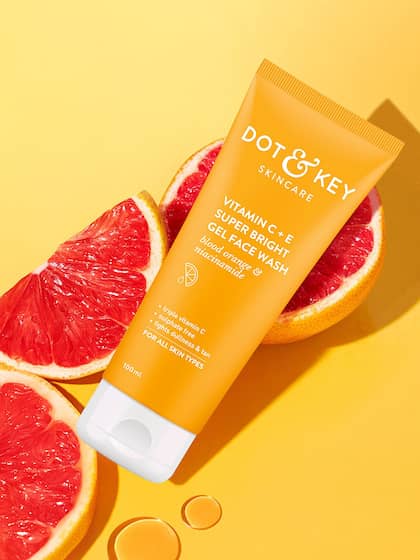 DOT & KEY
SKINCARE
VITAMIN C + E
SUPER BRIGHT
GEL FACE WASH
blood orange &
niacinamide
• triple vitamin C
• sulphate free
• fights dullness & tan
FOR ALL SKIN TYPES
100 ml